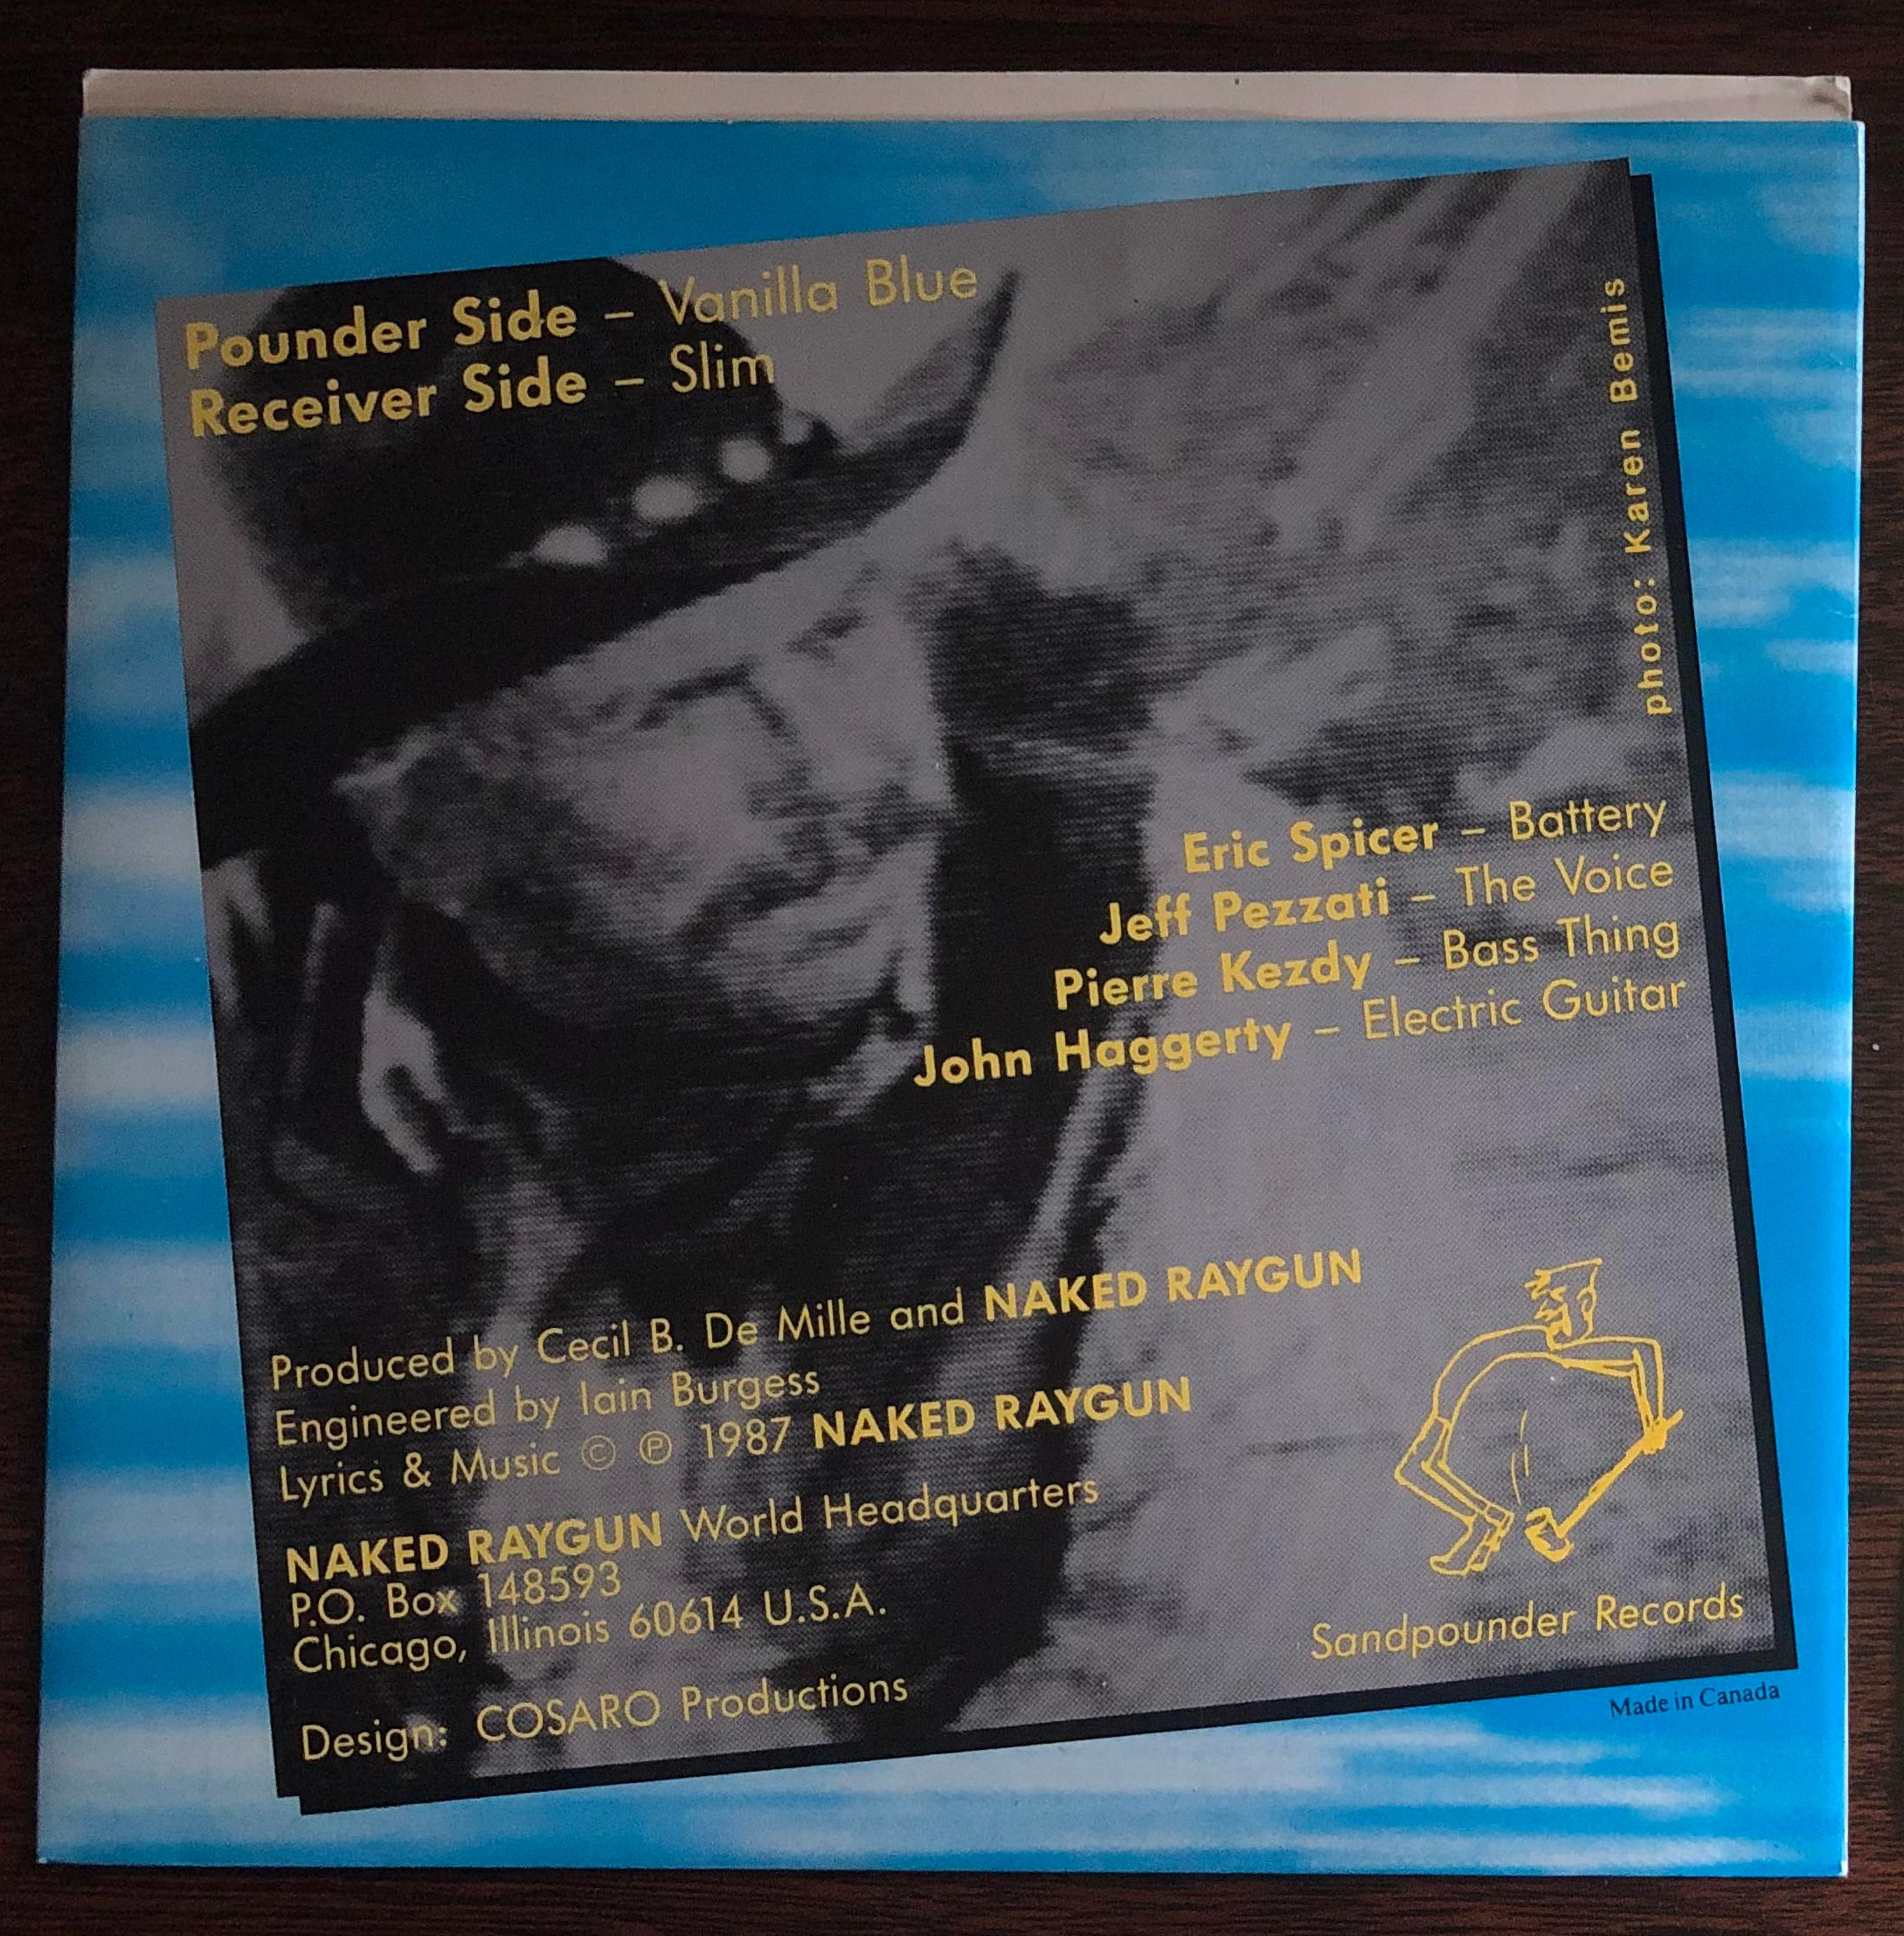 Pounder Side – Vanilla Blue
Receiver Side – Slim
photo: Karen Bemis
Eric Spicer – Battery
Jeff Pezzati – The Voice
Pierre Kezdy – Bass Thing
John Haggerty – Electric Guitar
Produced by Cecil B. De Mille and NAKED RAYGUN
Engineered by Iain Burgess
Lyrics & Music © ℗ 1987 NAKED RAYGUN
NAKED RAYGUN World Headquarters
P.O. Box 148593
Chicago, Illinois 60614 U.S.A.
Design: COSARO Productions
Sandpounder Records
Made in Canada